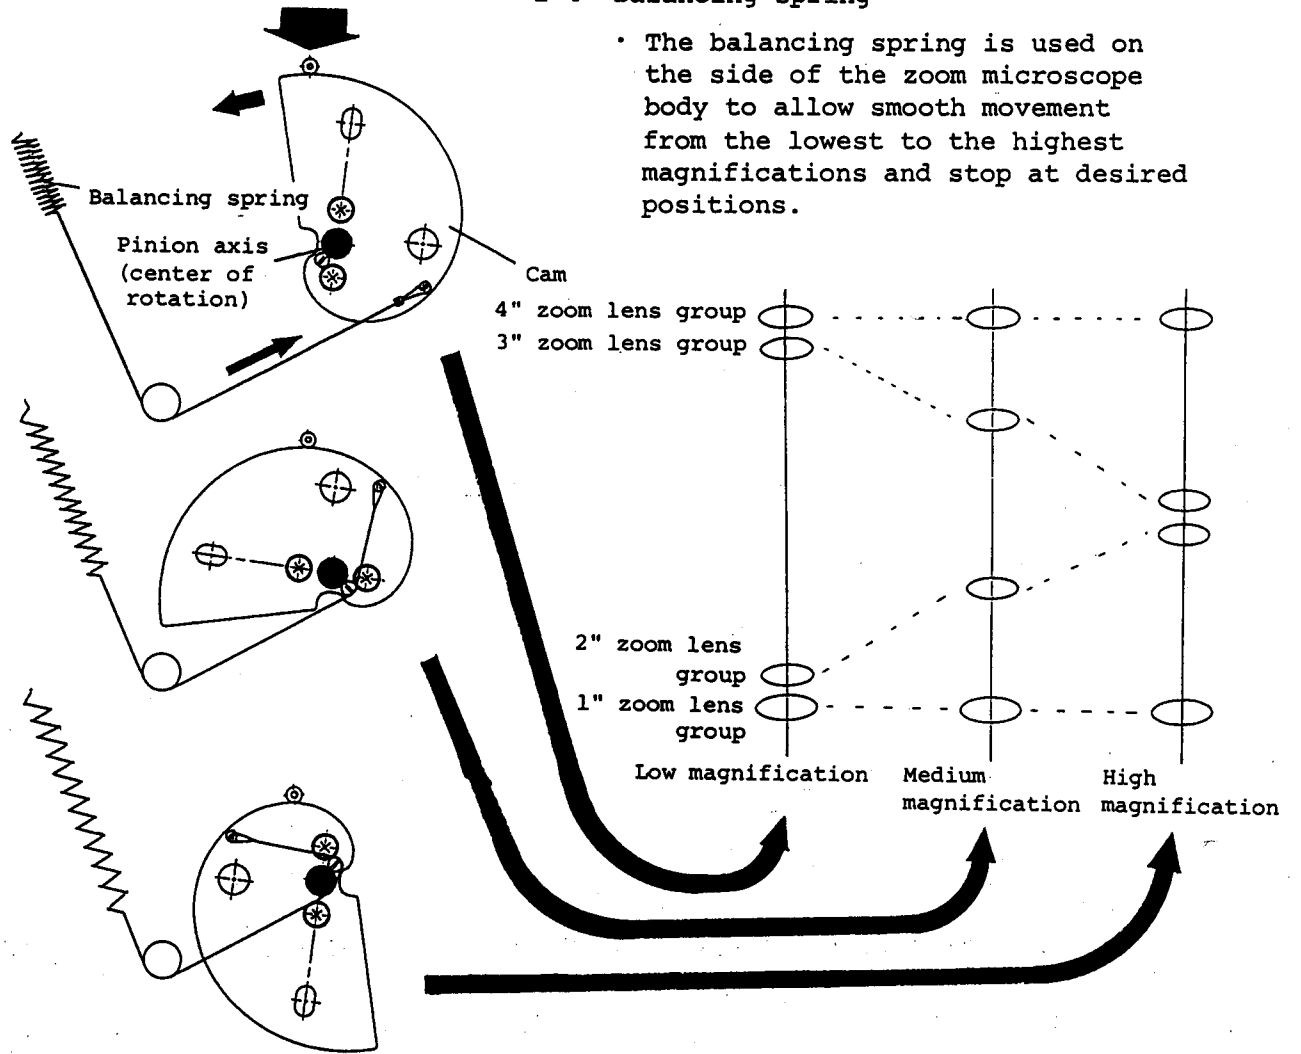 Balancing spring
· The balancing spring is used on
the side of the zoom microscope
body to allow smooth movement
from the lowest to the highest
magnifications and stop at desired
positions.
Balancing spring
Pinion axis
(center of
rotation)
Cam
4" zoom lens group
3" zoom lens group
2" zoom lens
group
1" zoom lens
group
Low magnification
Medium
magnification
High
magnification